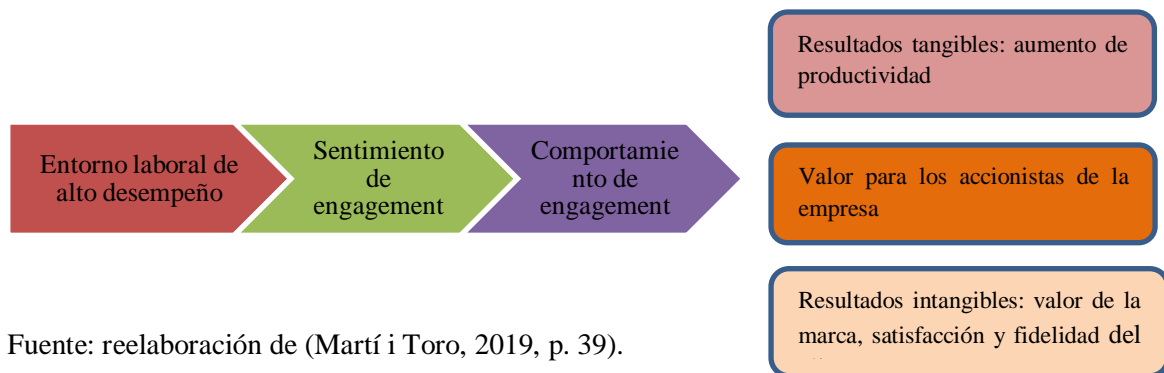 Entorno laboral de
alto desempeño
Sentimiento
de
engagement
Comportamie
nto de
engagement
Resultados tangibles: aumento de
productividad
Valor para los accionistas de la
empresa
Resultados intangibles: valor de la
marca, satisfacción y fidelidad del
Fuente: reelaboración de (Martí i Toro, 2019, p. 39).